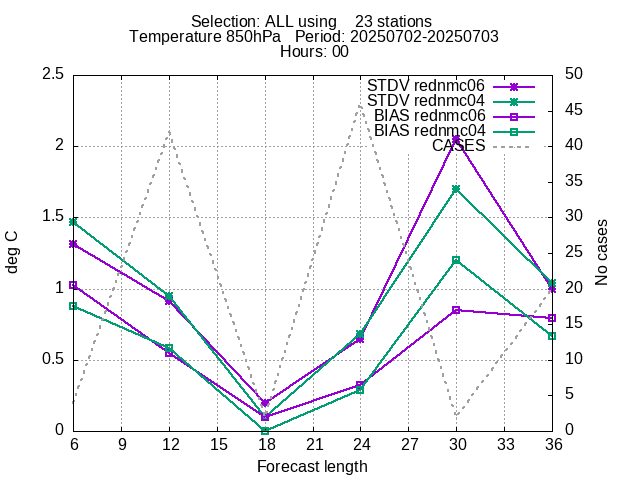 Selection: ALL using    23 stations
Temperature 850hPa   Period: 20250702-20250703
Hours: 00
2.5
2
1.5
1
0.5
0
deg C
STDV rednmc06
STDV rednmc04
BIAS rednmc06
BIAS rednmc04
CASES
50
45
40
35
30
25
20
15
10
5
0
No cases
6 9 12 15 18 21 24 27 30 33 36
Forecast length